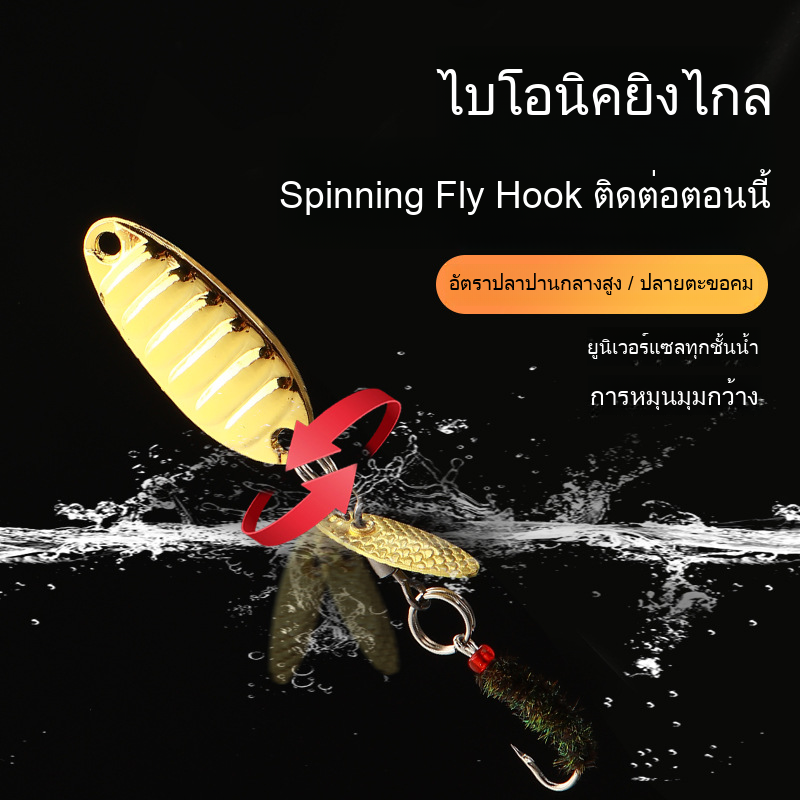 ไบโอนิคยิงไกล
Spinning Fly Hook ติดต่อตอนนี้
อัตราปลาปานกลางสูง / ปลายตะขอคม
ยูนิเวอร์แซลทุกชั้นน้ำ
การหมุนมุมกว้าง